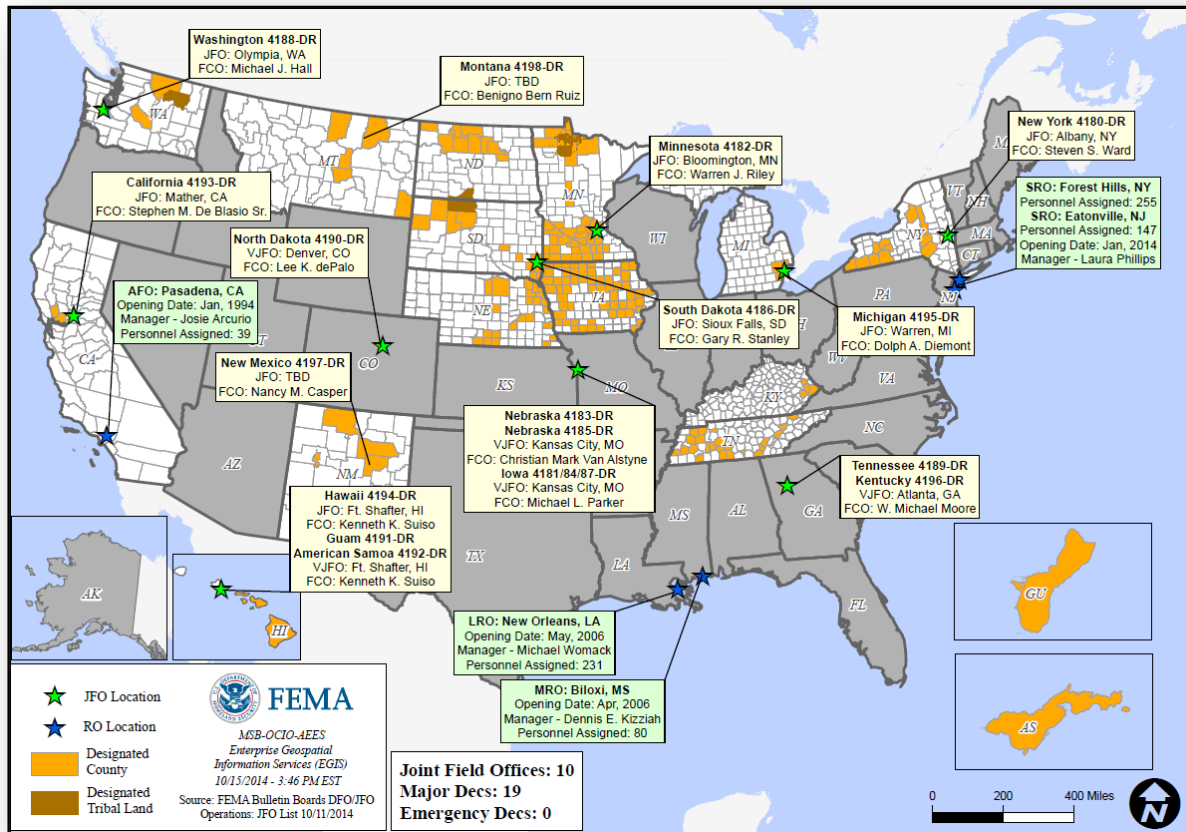 Washington 4188-DR
JFO: Olympia, WA
FCO: Michael J. Hall
Montana 4198-DR
JFO: TBD
FCO: Benigno Bern Ruiz
Minnesota 4182-DR
JFO: Bloomington, MN
FCO: Warren J. Riley
New York 4180-DR
JFO: Albany, NY
FCO: Steven S. Ward
SRO: Forest Hills, NY
Personnel Assigned: 255
SRO: Eatonville, NJ
Personnel Assigned: 147
Opening Date: Jan, 2014
Manager - Laura Phillips
California 4193-DR
JFO: Mather, CA
FCO: Stephen M. De Blasio Sr.
North Dakota 4190-DR
VJFO: Denver, CO
FCO: Lee K. dePalo
AFO: Pasadena, CA
Opening Date: Jan, 1994
Manager - Josie Arcurio
Personnel Assigned: 39
South Dakota 4186-DR
JFO: Sioux Falls, SD
FCO: Gary R. Stanley
Michigan 4195-DR
JFO: Warren, MI
FCO: Dolph A. Diemont
New Mexico 4197-DR
JFO: TBD
FCO: Nancy M. Casper
Nebraska 4183-DR
Nebraska 4185-DR
VJFO: Kansas City, MO
FCO: Christian Mark Van Alstyne
Iowa 4181/84/87-DR
VJFO: Kansas City, MO
FCO: Michael L. Parker
Tennessee 4189-DR
Kentucky 4196-DR
VJFO: Atlanta, GA
FCO: W. Michael Moore
Hawaii 4194-DR
JFO: Ft. Shafter, HI
FCO: Kenneth K. Suiso
Guam 4191-DR
American Samoa 4192-DR
VJFO: Ft. Shafter, HI
FCO: Kenneth K. Suiso
LRO: New Orleans, LA
Opening Date: May, 2006
Manager - Michael Womack
Personnel Assigned: 231
MRO: Biloxi, MS
Opening Date: Apr, 2006
Manager - Dennis E. Kizziah
Personnel Assigned: 80
WA
MT
ND
MN
SD
WI
MI
NY
VT
NH
MA
CT
NJ
PA
IA
NE
CA
CO
KS
MO
KY
WV
VA
NC
TN
AZ
NM
TX
LA
MS
AL
GA
FL
AK
HI
GU
AS
JFO Location
RO Location
Designated
County
Designated
Tribal Land
FEMA
MSB-OCIO-AEES
Enterprise Geospatial
Information Services (EGIS)
10/15/2014 - 3:46 PM EST
Source: FEMA Bulletin Boards DFO/JFO
Operations: JFO List 10/11/2014
Joint Field Offices: 10
Major Decs: 19
Emergency Decs: 0
0 200 400 Miles
N